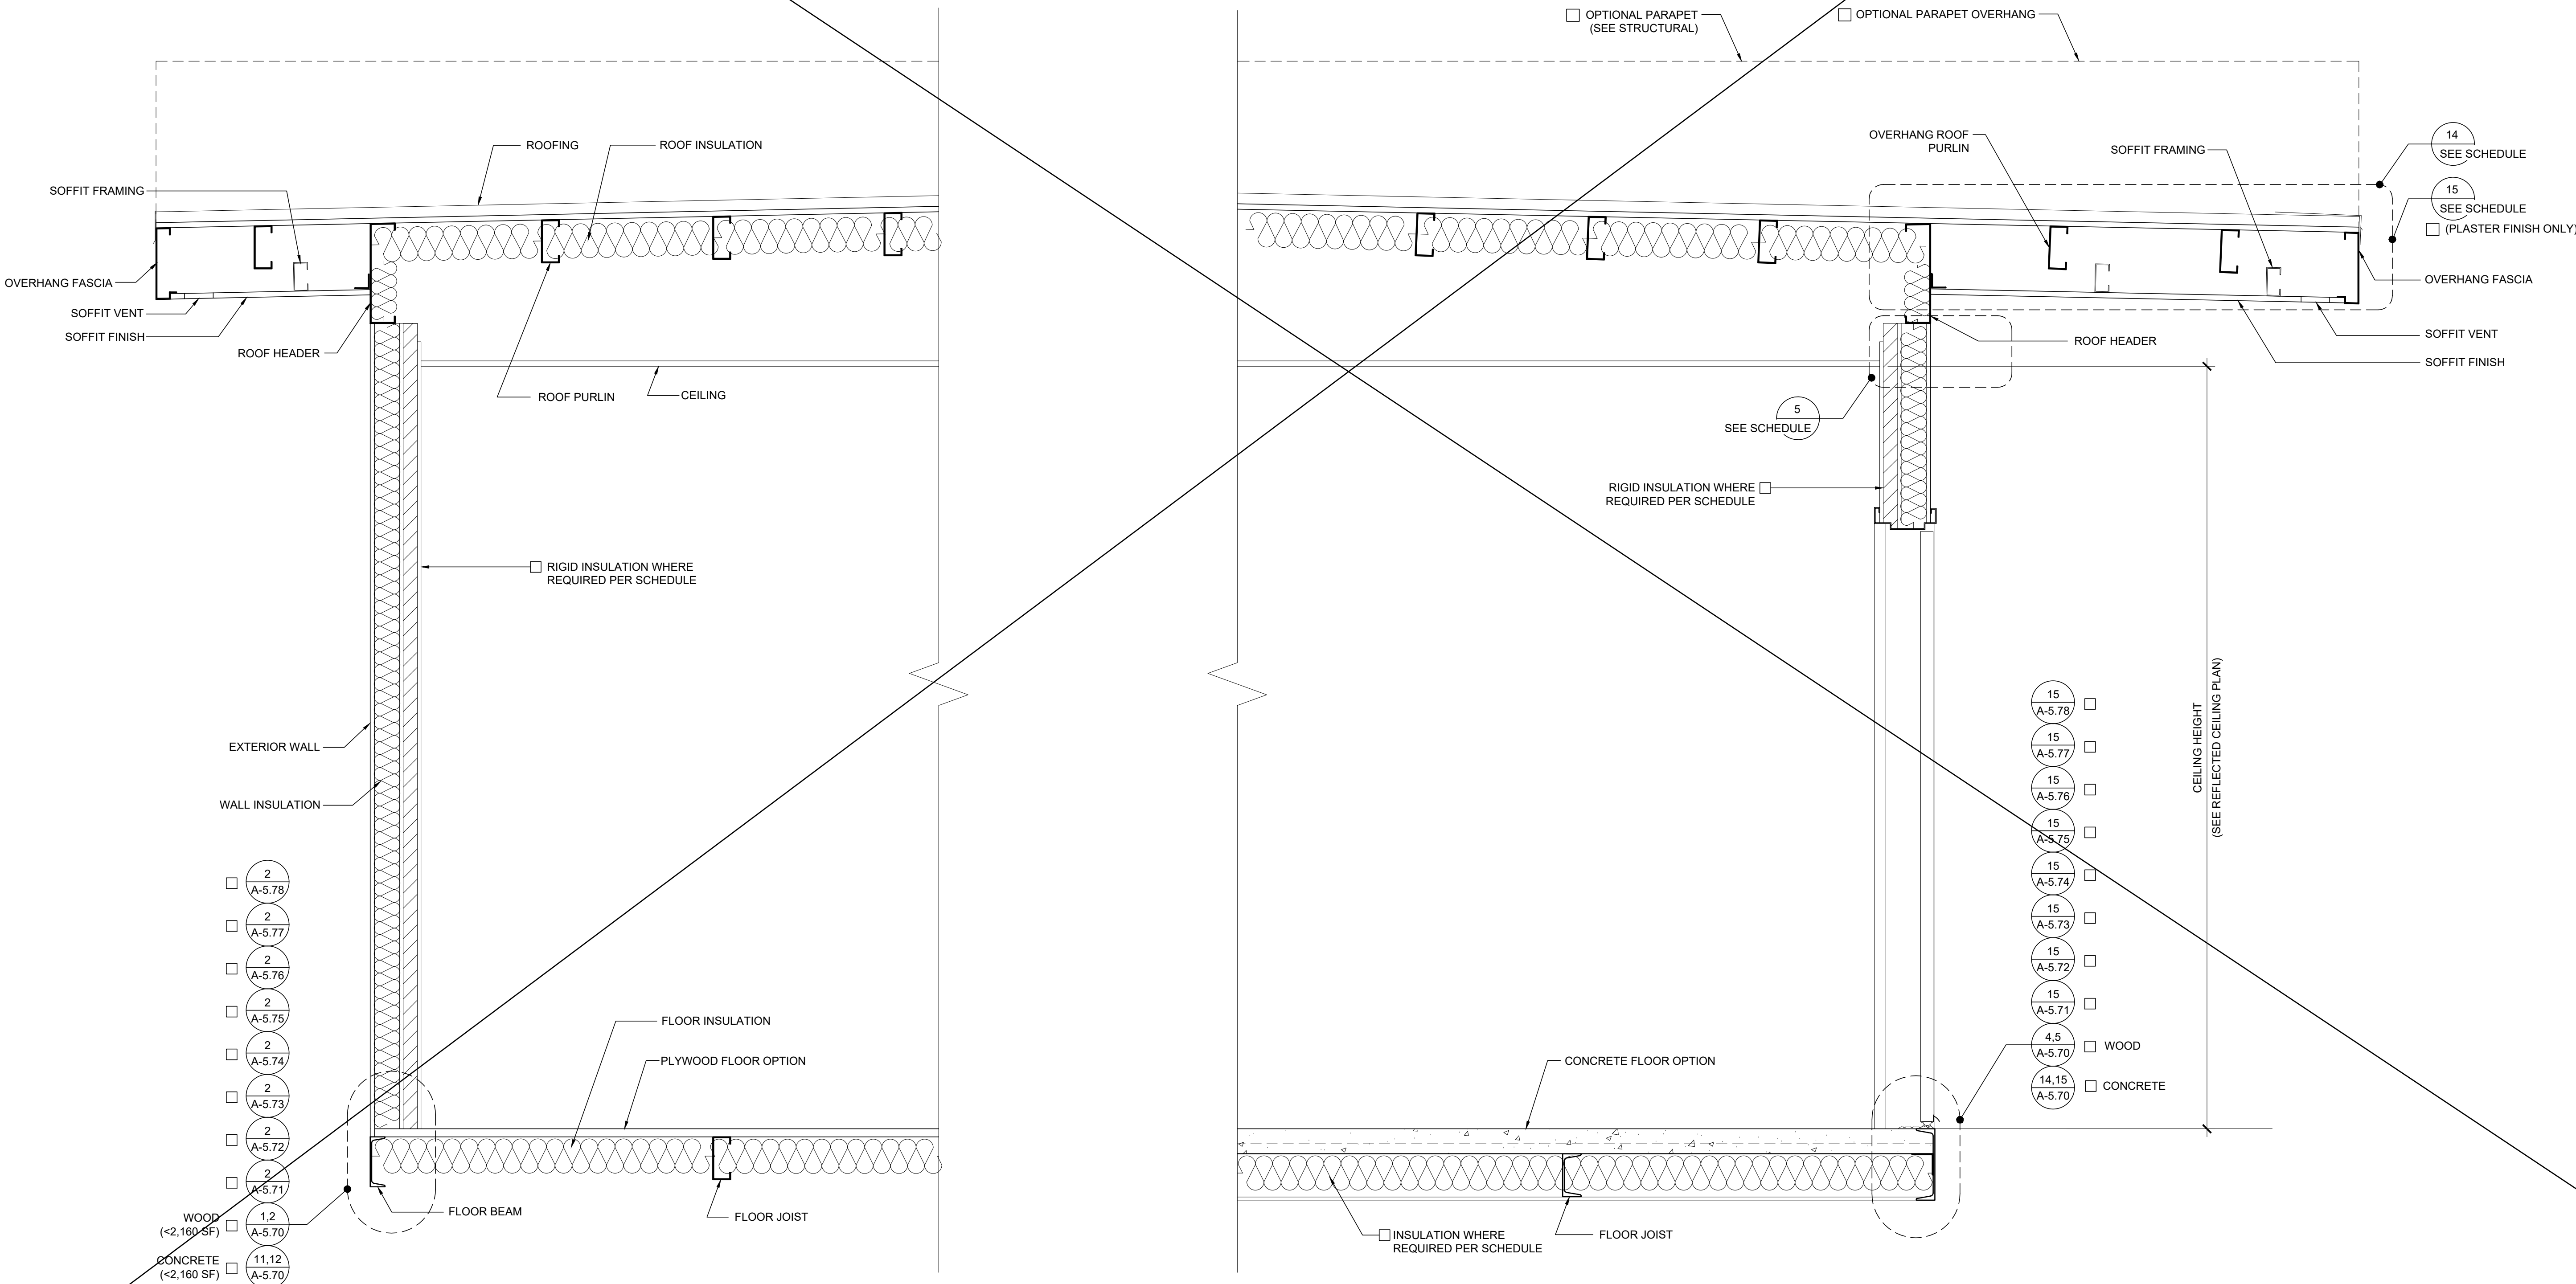 OPTIONAL PARAPET
(SEE STRUCTURAL)
OPTIONAL PARAPET OVERHANG
ROOFING
ROOF INSULATION
SOFFIT FRAMING
OVERHANG FASCIA
SOFFIT VENT
SOFFIT FINISH
ROOF HEADER
ROOF PURLIN
CEILING
RIGID INSULATION WHERE
REQUIRED PER SCHEDULE
EXTERIOR WALL
WALL INSULATION
2
A-5.78
2
A-5.77
2
A-5.76
2
A-5.75
2
A-5.74
2
A-5.73
2
A-5.72
2
A-5.71
WOOD
(<2,160 SF)
1,2
A-5.70
CONCRETE
(<2,160 SF)
11,12
A-5.70
FLOOR INSULATION
PLYWOOD FLOOR OPTION
FLOOR BEAM
FLOOR JOIST
OVERHANG ROOF
PURLIN
SOFFIT FRAMING
14
SEE SCHEDULE
15
SEE SCHEDULE
(PLASTER FINISH ONLY)
OVERHANG FASCIA
SOFFIT VENT
SOFFIT FINISH
ROOF HEADER
5
SEE SCHEDULE
RIGID INSULATION WHERE
REQUIRED PER SCHEDULE
CEILING HEIGHT
(SEE REFLECTED CEILING PLAN)
15
A-5.78
15
A-5.77
15
A-5.76
15
A-5.75
15
A-5.74
15
A-5.73
15
A-5.72
15
A-5.71
4,5
A-5.70
WOOD
14,15
A-5.70
CONCRETE
CONCRETE FLOOR OPTION
INSULATION WHERE
REQUIRED PER SCHEDULE
FLOOR JOIST